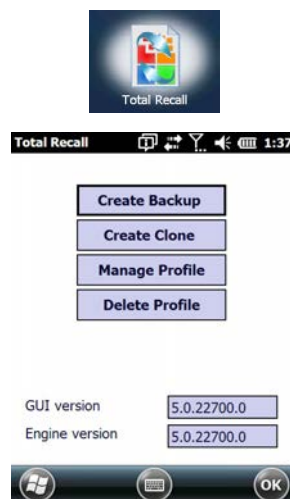 Total Recall
Total Recall 1:37
Create Backup
Create Clone
Manage Profile
Delete Profile
GUI version 5.0.22700.0
Engine version 5.0.22700.0
OK